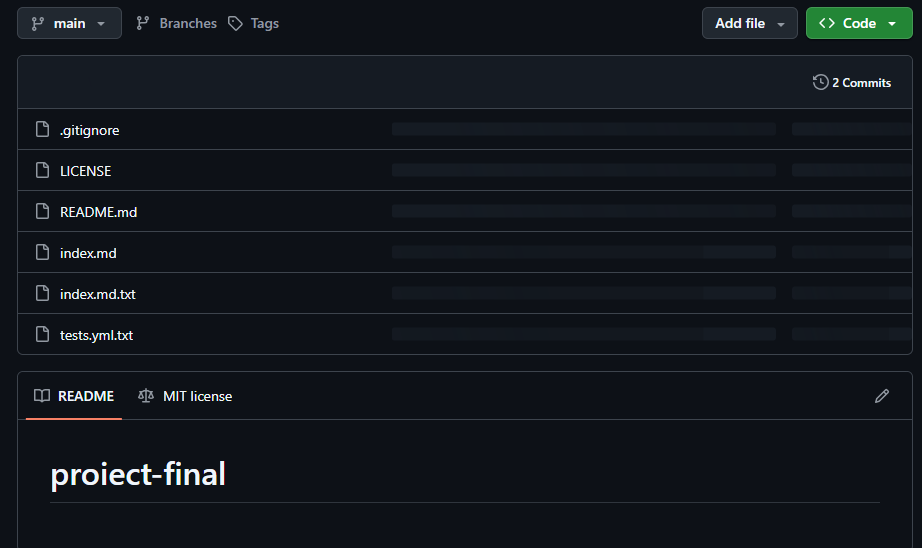 main Branches Tags Add file Code
2 Commits
.gitignore
LICENSE
README.md
index.md
index.md.txt
tests.yml.txt
README MIT license
proiect-final